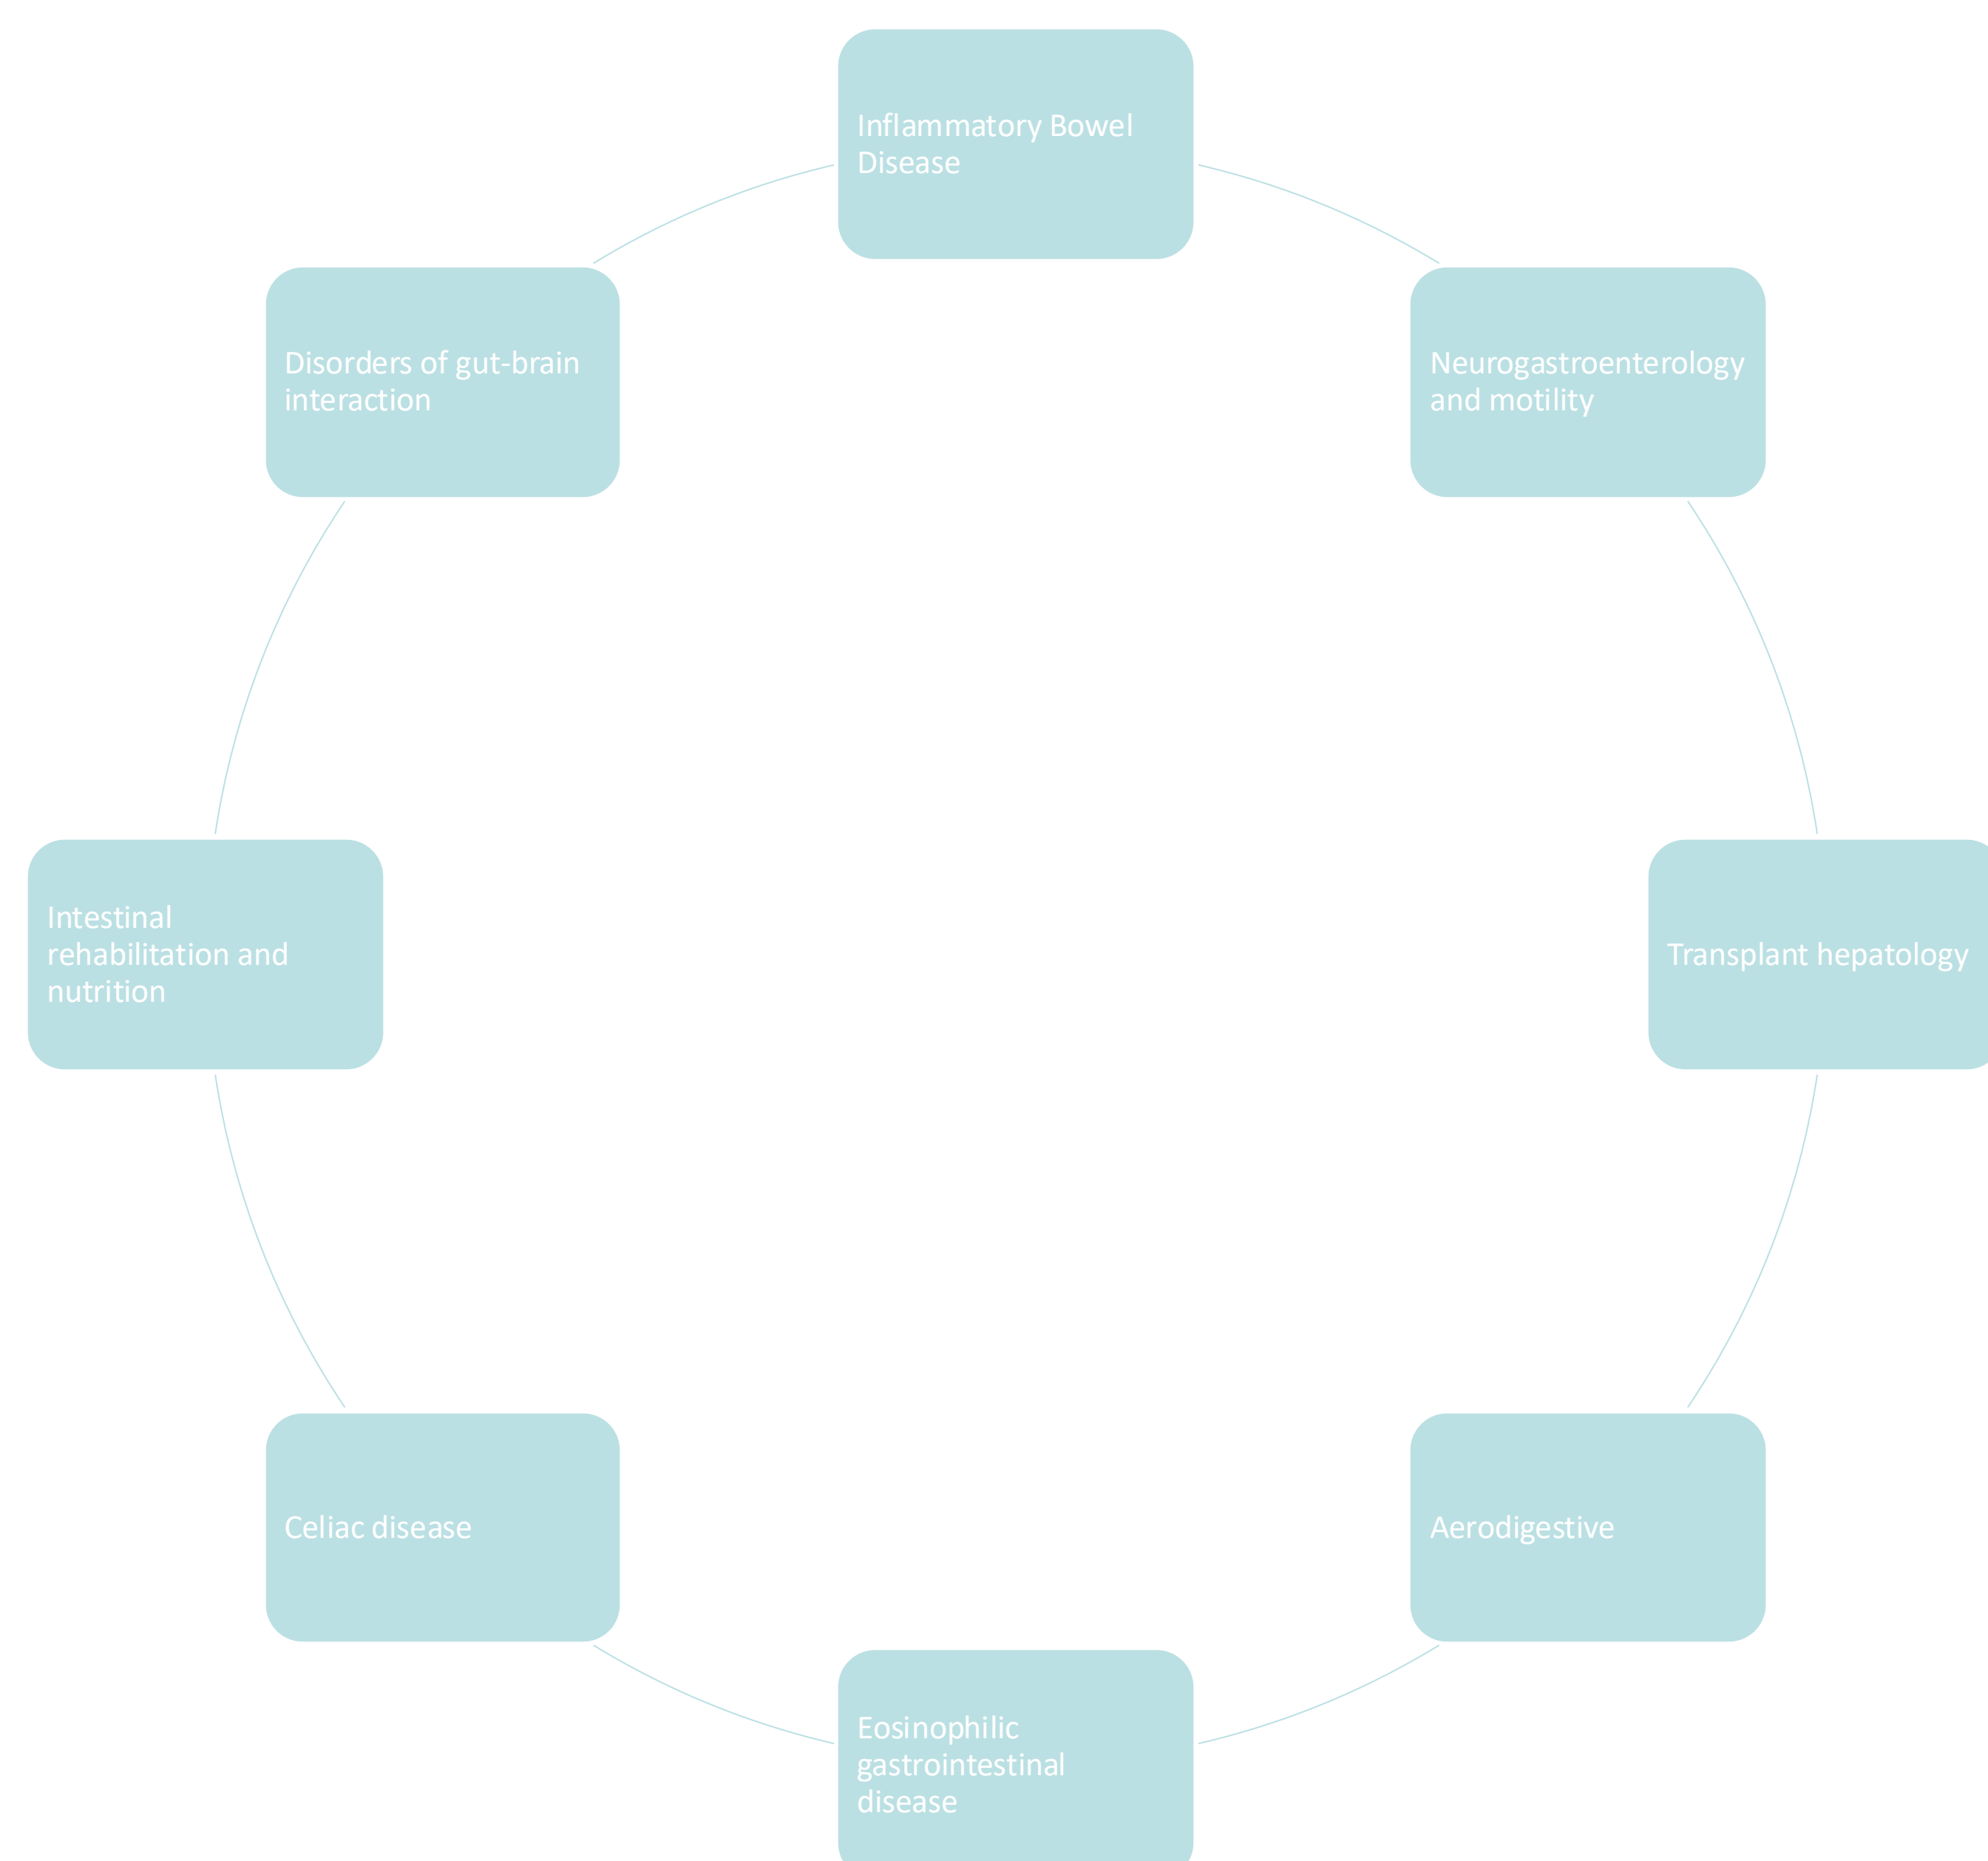 Inflammatory Bowel
Disease
Neurogastroenterology
and motility
Transplant hepatology
Aerodigestive
Eosinophilic
gastrointestinal
disease
Celiac disease
Intestinal
rehabilitation and
nutrition
Disorders of gut-brain
interaction